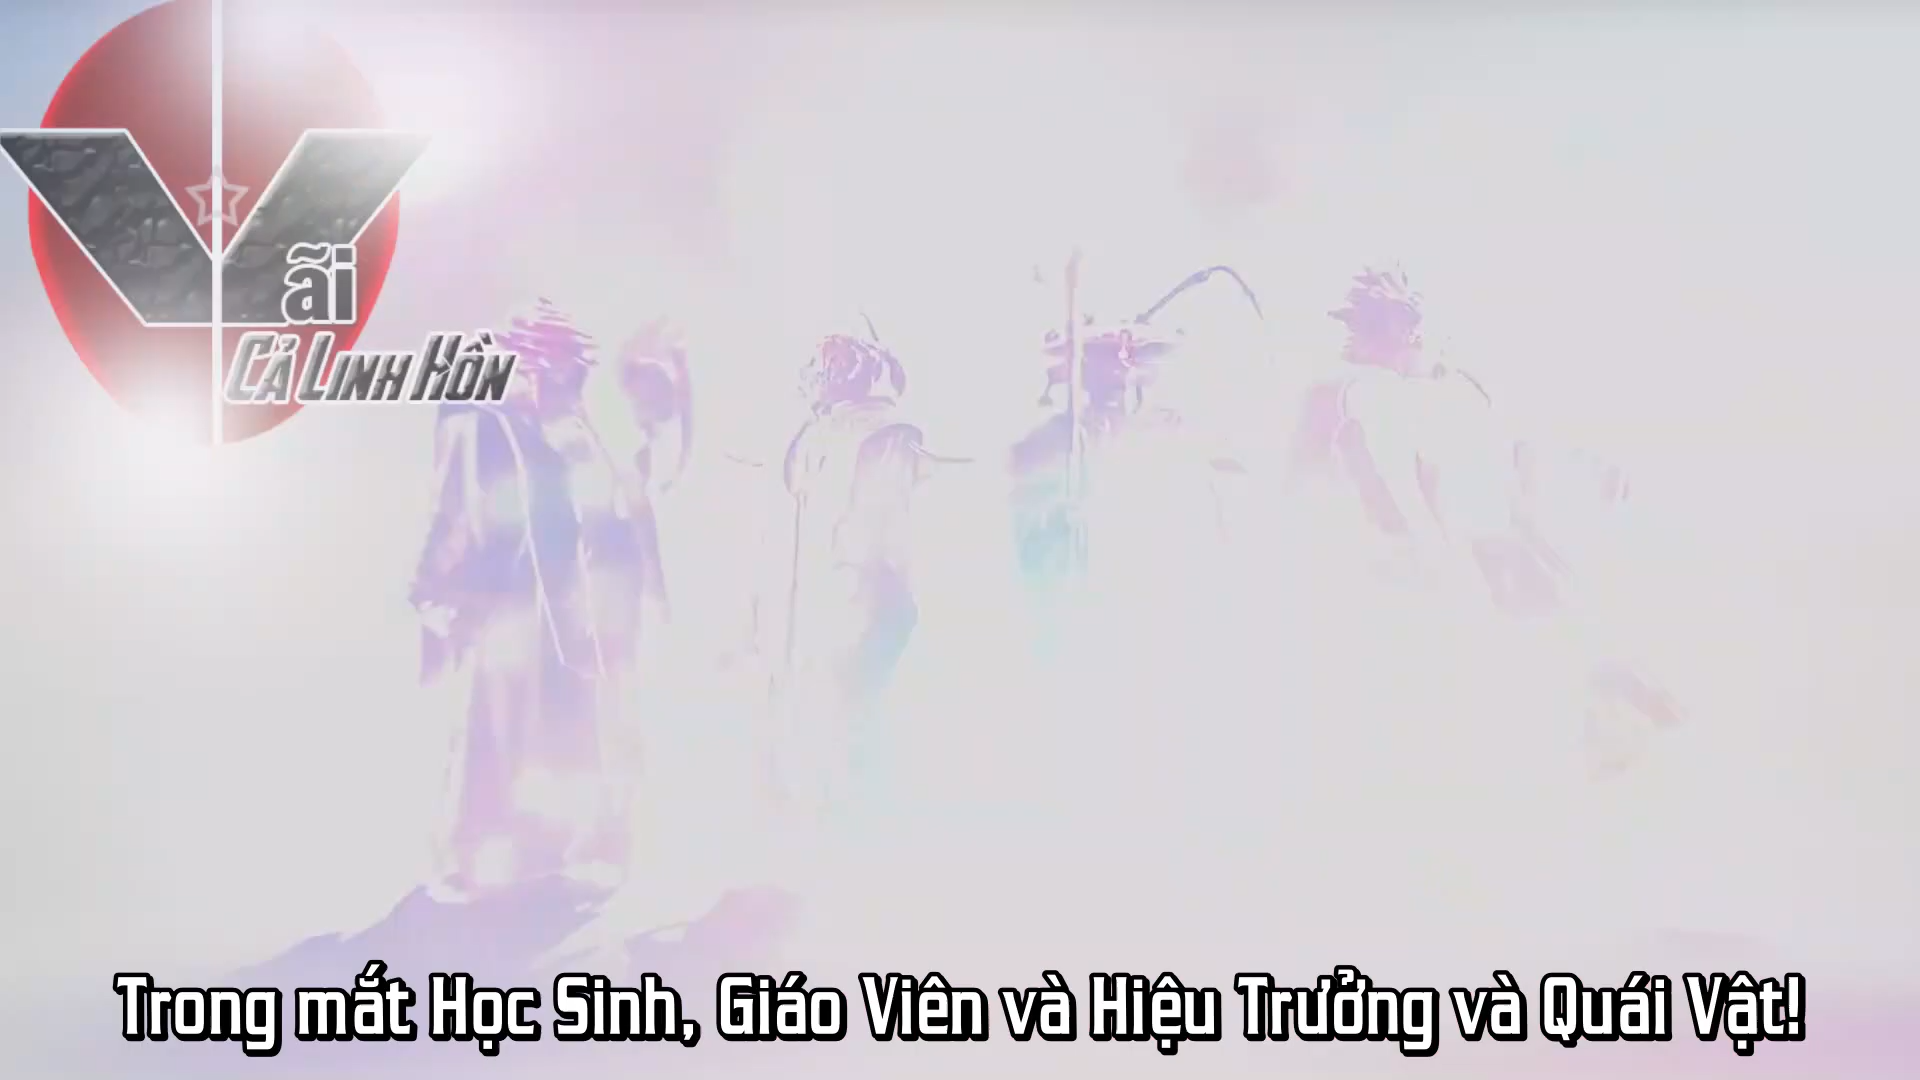 Vãi
Cả Linh Hồn
Trong mắt Học Sinh, Giáo Viên và Hiệu Trưởng và Quái Vật!